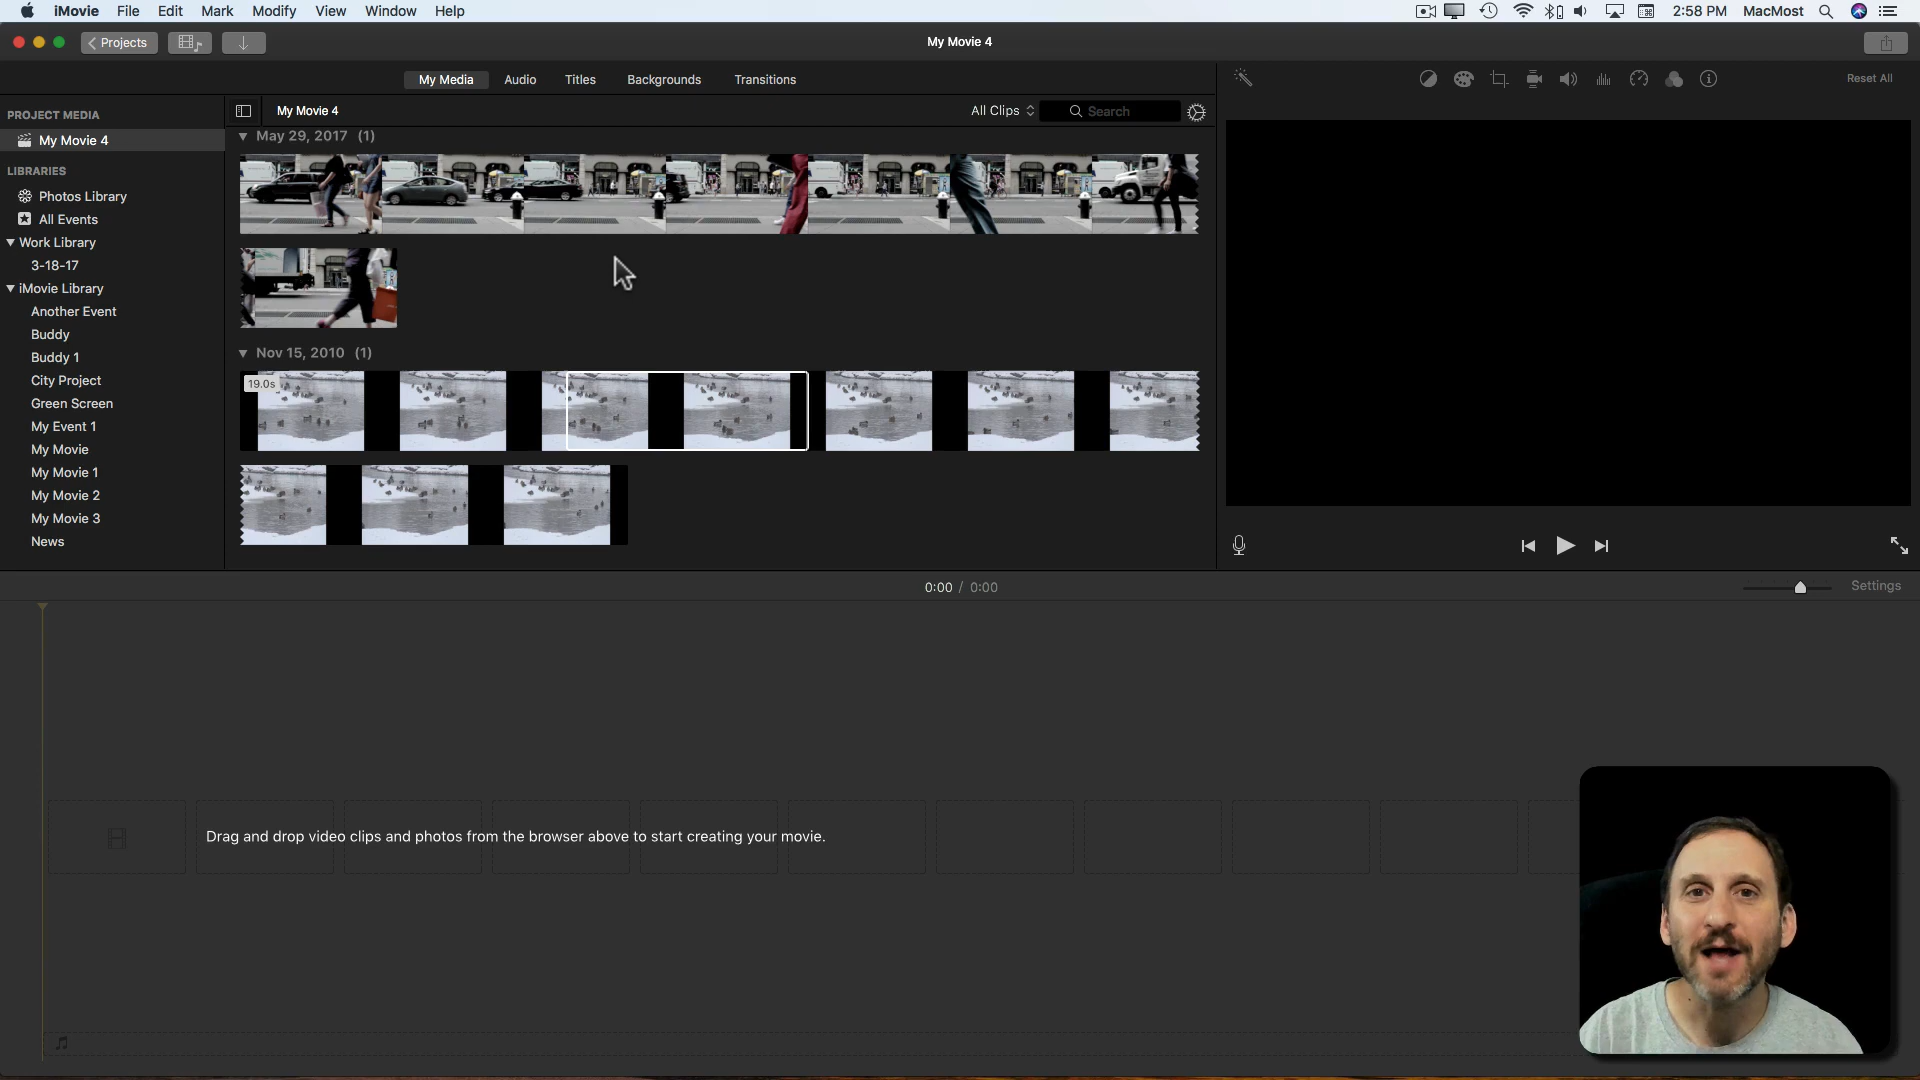 iMovie File Edit Mark Modify View Window Help 2:58 PM MacMost
Projects My Movie 4
My Media Audio Titles Backgrounds Transitions Reset All
PROJECT MEDIA
My Movie 4
LIBRARIES
Photos Library
All Events
Work Library
3-18-17
iMovie Library
Another Event
Buddy
Buddy 1
City Project
Green Screen
My Event 1
My Movie
My Movie 1
My Movie 2
My Movie 3
News
My Movie 4 All Clips Search
May 29, 2017 (1)
Nov 15, 2010 (1)
19.0s
0:00 / 0:00 Settings
Drag and drop video clips and photos from the browser above to start creating your movie.